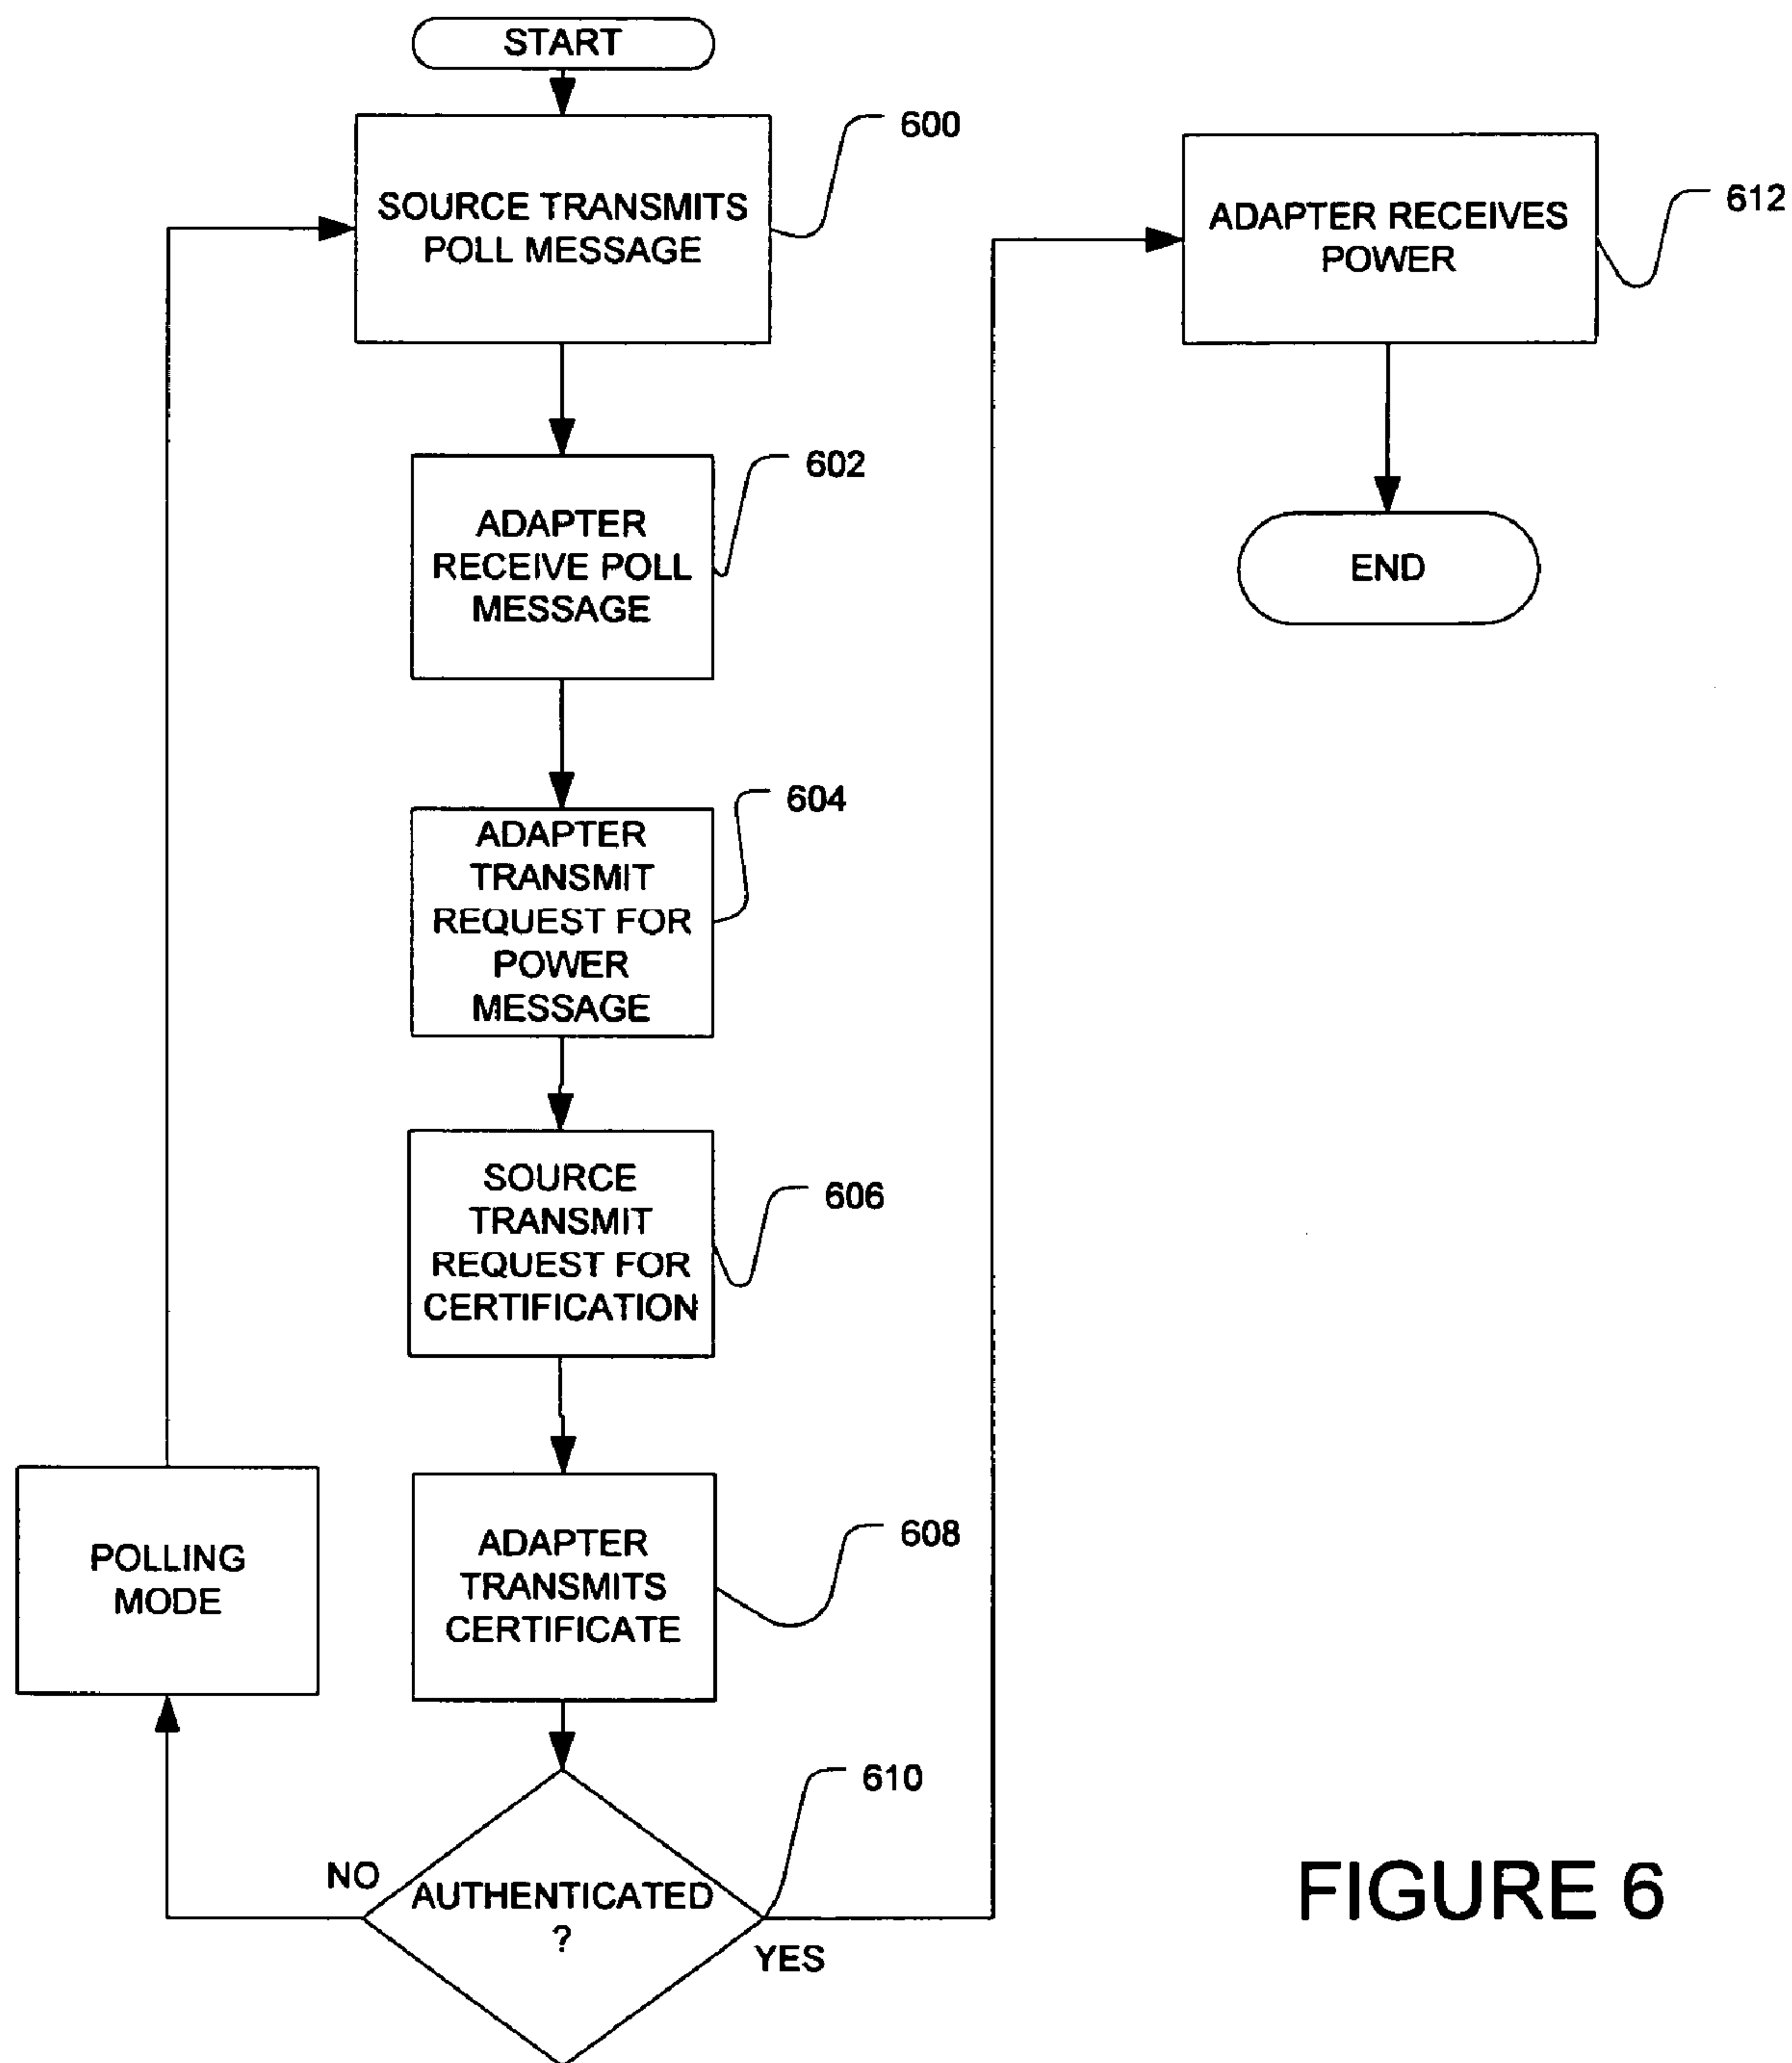 START
600
SOURCE TRANSMITS
POLL MESSAGE
612
ADAPTER RECEIVES
POWER
602
ADAPTER
RECEIVE POLL
MESSAGE
END
604
ADAPTER
TRANSMIT
REQUEST FOR
POWER
MESSAGE
606
SOURCE
TRANSMIT
REQUEST FOR
CERTIFICATION
608
ADAPTER
TRANSMITS
CERTIFICATE
POLLING
MODE
610
NO
AUTHENTICATED
?
YES
FIGURE 6